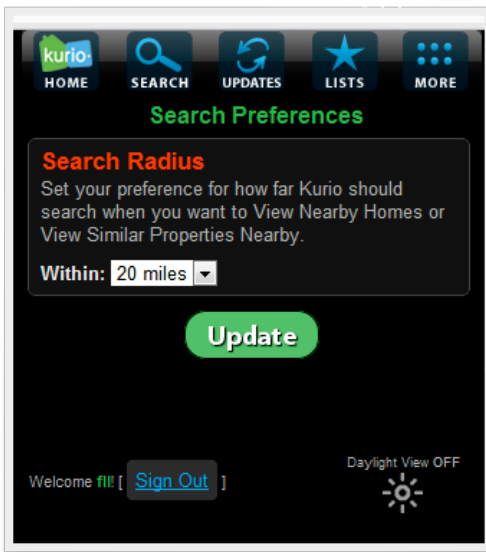 kurio
HOME SEARCH UPDATES LISTS MORE
Search Preferences
Search Radius
Set your preference for how far Kurio should
search when you want to View Nearby Homes or
View Similar Properties Nearby.
Within: 20 miles
Update
Daylight View OFF
Welcome fll! [ Sign Out ]